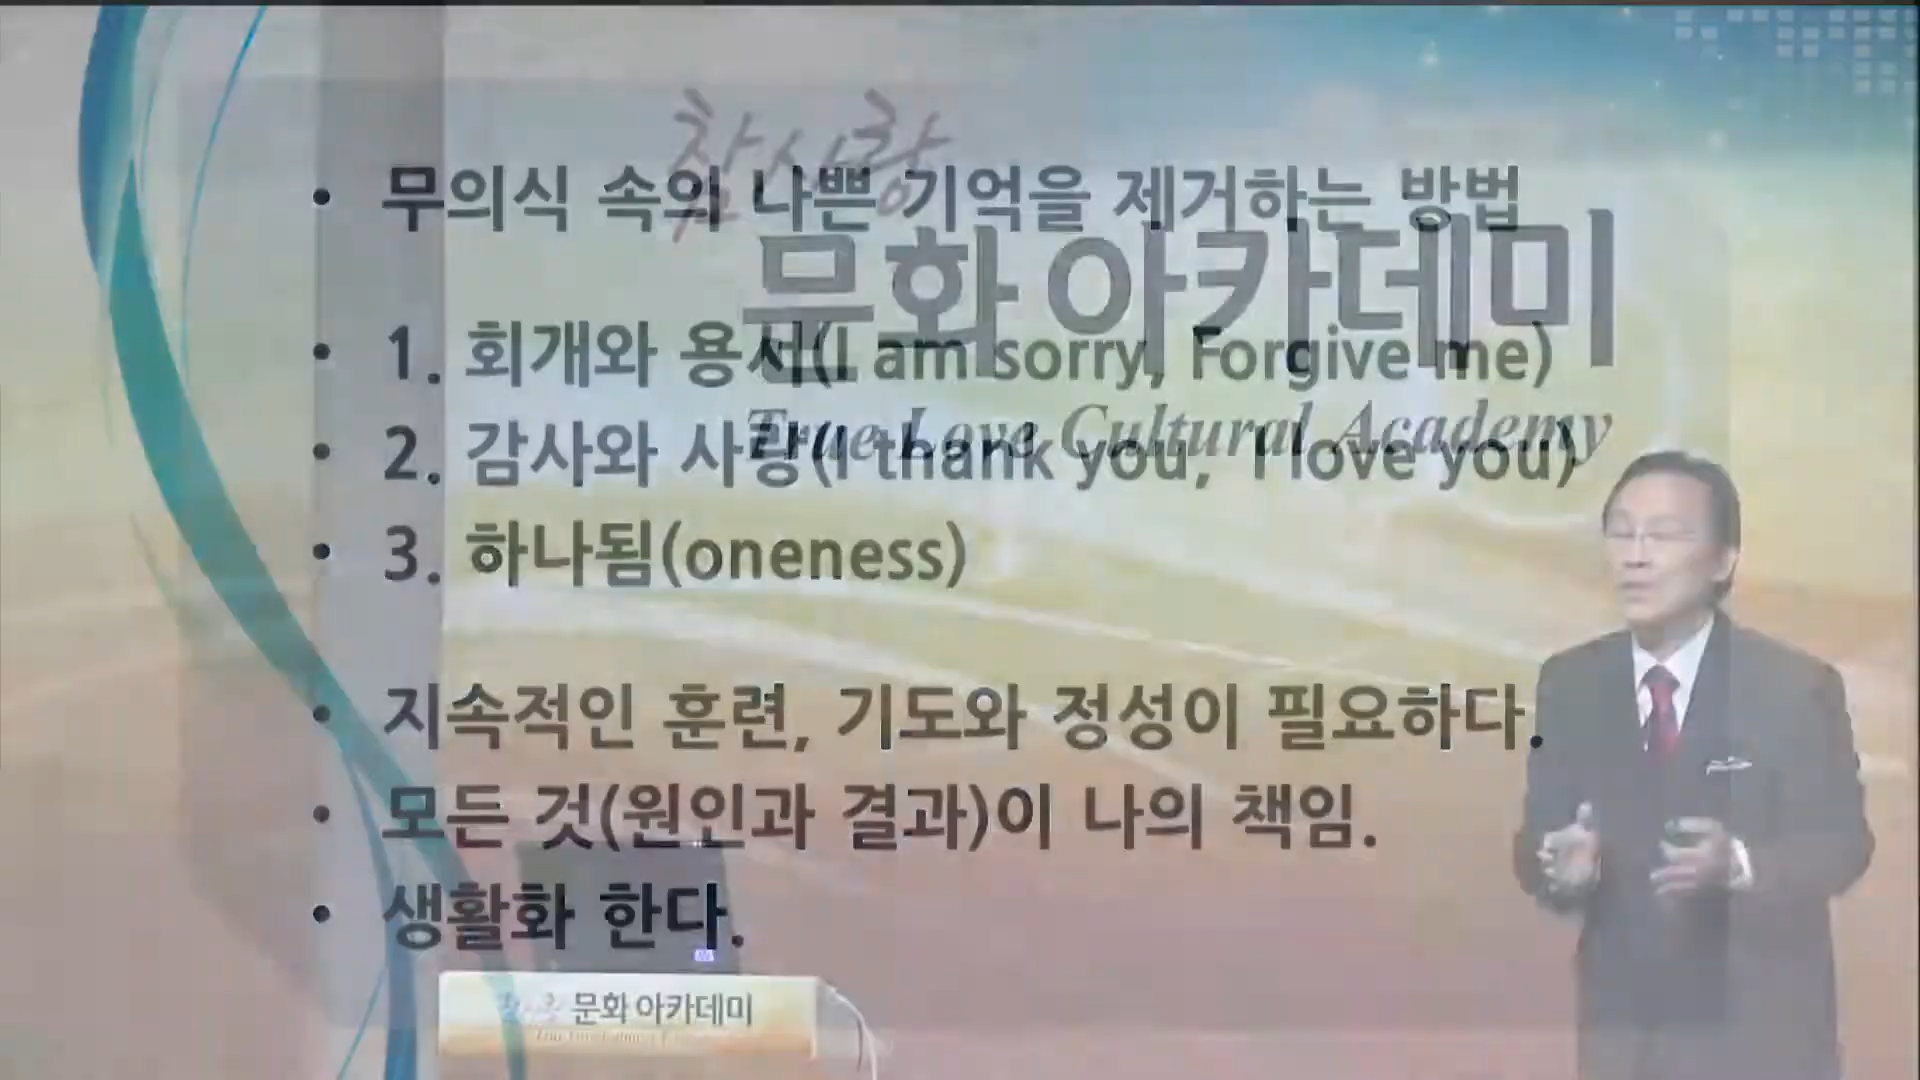 참사랑
• 무의식 속의 나쁜 기억을 제거하는 방법
문화 아카데미
• 1. 회개와 용서(I am sorry, Forgive me)
True Love Cultural Academy
• 2. 감사와 사랑(I thank you, I love you)
• 3. 하나됨(oneness)
• 지속적인 훈련, 기도와 정성이 필요하다.
• 모든 것(원인과 결과)이 나의 책임.
• 생활화 한다.
문화 아카데미